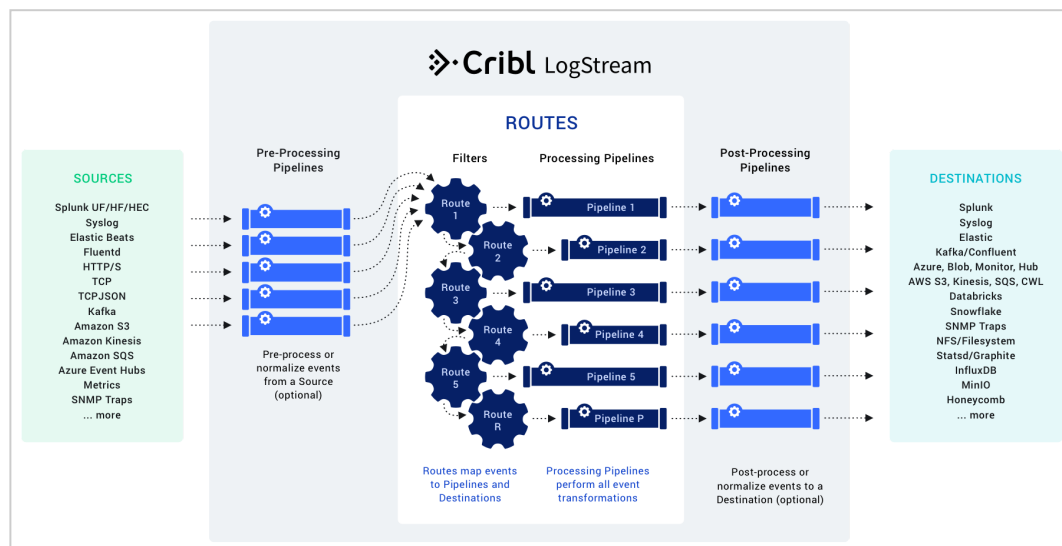 Cribl LogStream
ROUTES
Pre-Processing
Pipelines
Filters
Processing Pipelines
Post-Processing
Pipelines
SOURCES
Splunk UF/HF/HEC
Syslog
Elastic Beats
Fluentd
HTTP/S
TCP
TCPJSON
Kafka
Amazon S3
Amazon Kinesis
Amazon SQS
Azure Event Hubs
Metrics
SNMP Traps
... more
Pre-process or
normalize events
from a Source
(optional)
Route
1
Route
2
Route
3
Route
4
Route
5
Route
R
Pipeline 1
Pipeline 2
Pipeline 3
Pipeline 4
Pipeline 5
Pipeline P
Routes map events
to Pipelines and
Destinations
Processing Pipelines
perform all event
transformations
Post-process or
normalize events to a
Destination (optional)
DESTINATIONS
Splunk
Syslog
Elastic
Kafka/Confluent
Azure, Blob, Monitor, Hub
AWS S3, Kinesis, SQS, CWL
Databricks
Snowflake
SNMP Traps
NFS/Filesystem
Statsd/Graphite
InfluxDB
MinIO
Honeycomb
... more